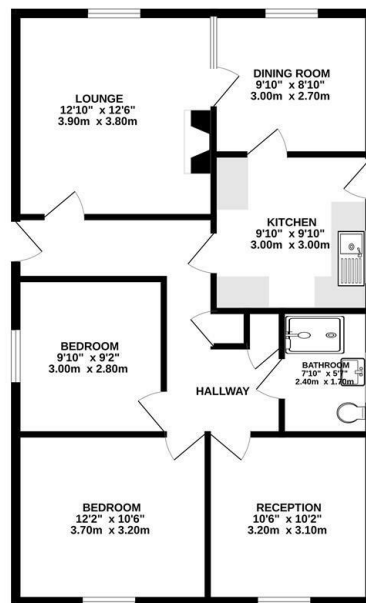 LOUNGE
12'10" x 12'6"
3.90m x 3.80m
DINING ROOM
9'10" x 8'10"
3.00m x 2.70m
KITCHEN
9'10" x 9'10"
3.00m x 3.00m
BEDROOM
9'10" x 9'2"
3.00m x 2.80m
BATHROOM
7'10" x 5'7"
2.40m x 1.70m
HALLWAY
BEDROOM
12'2" x 10'6"
3.70m x 3.20m
RECEPTION
10'6" x 10'2"
3.20m x 3.10m